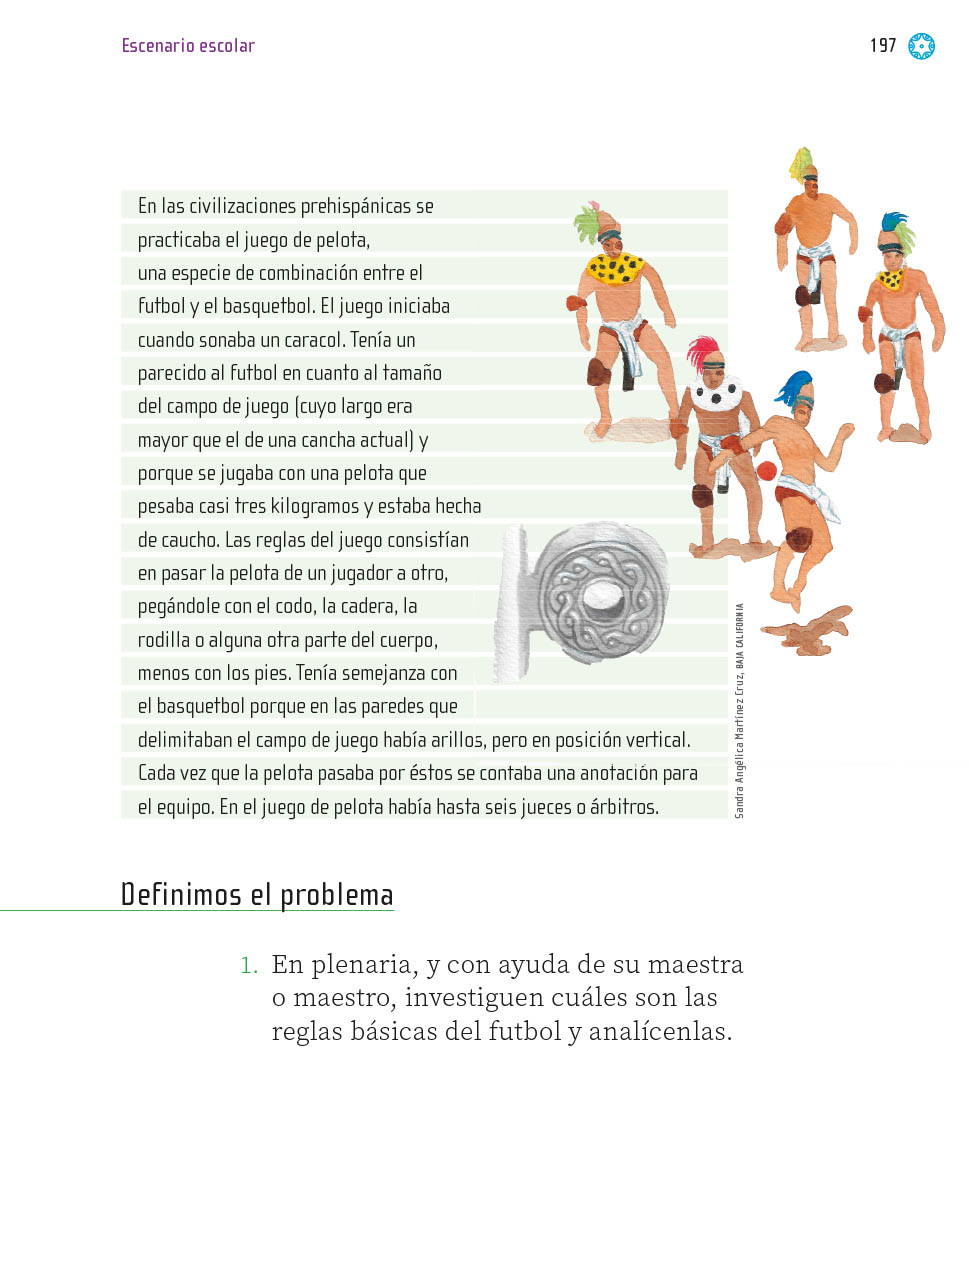 Escenario escolar
197
En las civilizaciones prehispánicas se
practicaba el juego de pelota,
una especie de combinación entre el
futbol y el basquetbol. El juego iniciaba
cuando sonaba un caracol. Tenía un
parecido al futbol en cuanto al tamaño
del campo de juego (cuyo largo era
mayor que el de una cancha actual) y
porque se jugaba con una pelota que
pesaba casi tres kilogramos y estaba hecha
de caucho. Las reglas del juego consistían
en pasar la pelota de un jugador a otro,
pegándole con el codo, la cadera, la
rodilla o alguna otra parte del cuerpo,
menos con los pies. Tenía semejanza con
el basquetbol porque en las paredes que
delimitaban el campo de juego había arillos, pero en posición vertical.
Cada vez que la pelota pasaba por éstos se contaba una anotación para
el equipo. En el juego de pelota había hasta seis jueces o árbitros.
Sandra Angélica Martínez Cruz, BAJA CALIFORNIA
Definimos el problema
1. En plenaria, y con ayuda de su maestra
o maestro, investiguen cuáles son las
reglas básicas del futbol y analícenlas.